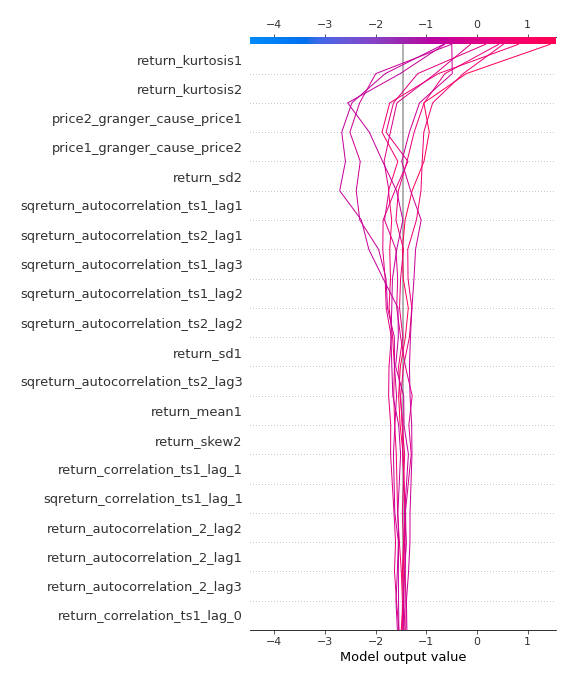 −4 −3 −2 −1 0 1
return_kurtosis1
return_kurtosis2
price2_granger_cause_price1
price1_granger_cause_price2
return_sd2
sqreturn_autocorrelation_ts1_lag1
sqreturn_autocorrelation_ts2_lag1
sqreturn_autocorrelation_ts1_lag3
sqreturn_autocorrelation_ts1_lag2
sqreturn_autocorrelation_ts2_lag2
return_sd1
sqreturn_autocorrelation_ts2_lag3
return_mean1
return_skew2
return_correlation_ts1_lag_1
sqreturn_correlation_ts1_lag_1
return_autocorrelation_2_lag2
return_autocorrelation_2_lag1
return_autocorrelation_2_lag3
return_correlation_ts1_lag_0
−4 −3 −2 −1 0 1
Model output value